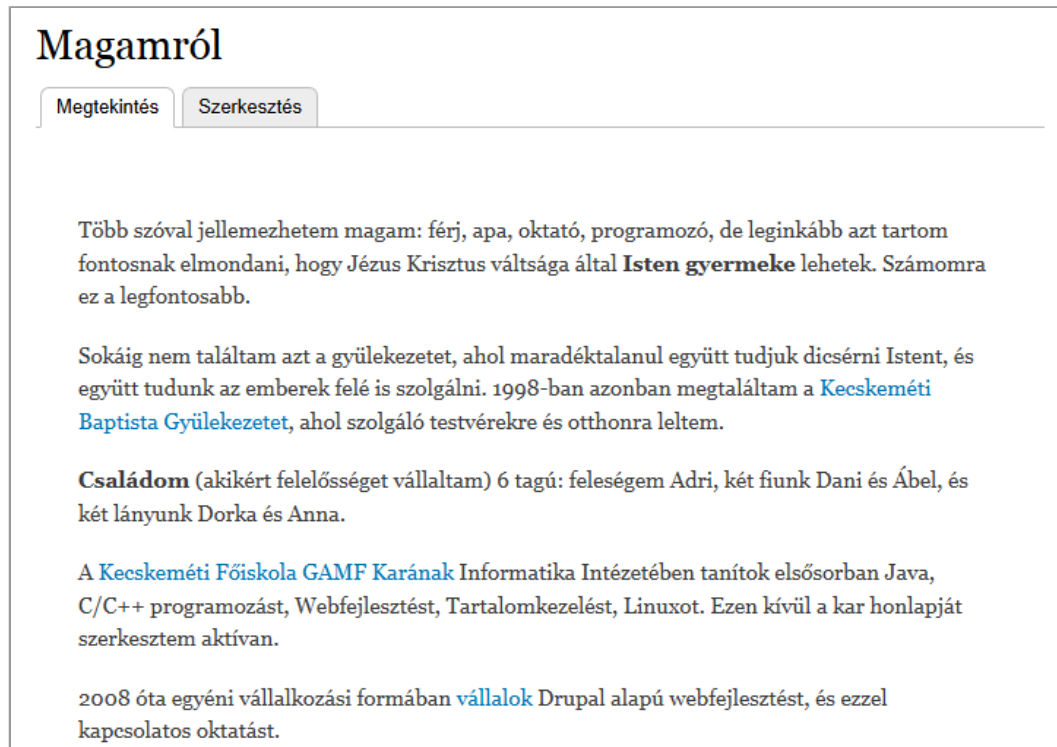 Magamról
Megtekintés Szerkesztés
Több szóval jellemezhetem magam: férj, apa, oktató, programozó, de leginkább azt tartom
fontosnak elmondani, hogy Jézus Krisztus váltsága által Isten gyermeke lehetek. Számomra
ez a legfontosabb.
Sokáig nem találtam azt a gyülekezetet, ahol maradéktalanul együtt tudjuk dicsérni Istent, és
együtt tudunk az emberek felé is szolgálni. 1998-ban azonban megtaláltam a Kecskeméti
Baptista Gyülekezetet, ahol szolgáló testvérekre és otthonra leltem.
Családom (akikért felelősséget vállaltam) 6 tagú: feleségem Adri, két fiunk Dani és Ábel, és
két lányunk Dorka és Anna.
A Kecskeméti Főiskola GAMF Karának Informatika Intézetében tanítok elsősorban Java,
C/C++ programozást, Webfejlesztést, Tartalomkezelést, Linuxot. Ezen kívül a kar honlapját
szerkesztem aktívan.
2008 óta egyéni vállalkozási formában vállalok Drupal alapú webfejlesztést, és ezzel
kapcsolatos oktatást.